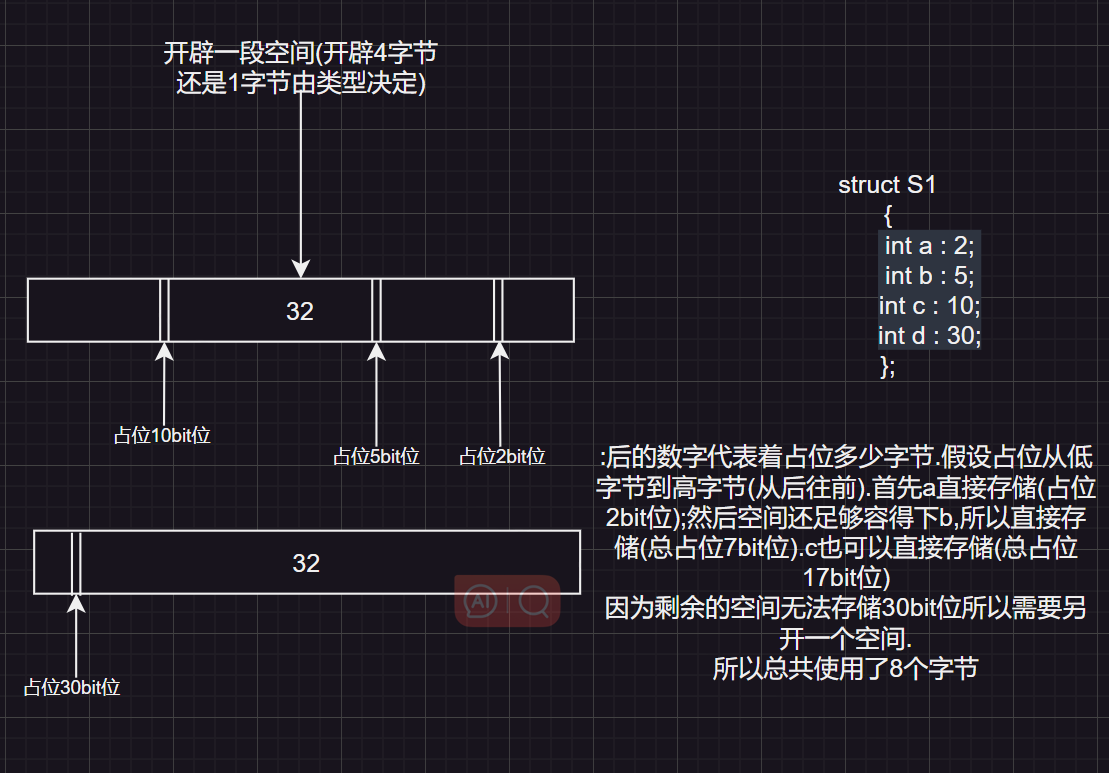 开辟一段空间(开辟4字节
还是1字节由类型决定)
32
占位10bit位
占位5bit位
占位2bit位
32
占位30bit位
struct S1
{
int a : 2;
int b : 5;
int c : 10;
int d : 30;
};
:后的数字代表着占位多少字节.假设占位从低
字节到高字节(从后往前).首先a直接存储(占位
2bit位);然后空间还足够容得下b,所以直接存
储(总占位7bit位).c也可以直接存储(总占位
17bit位)
因为剩余的空间无法存储30bit位所以需要另
开一个空间.
所以总共使用了8个字节
AI